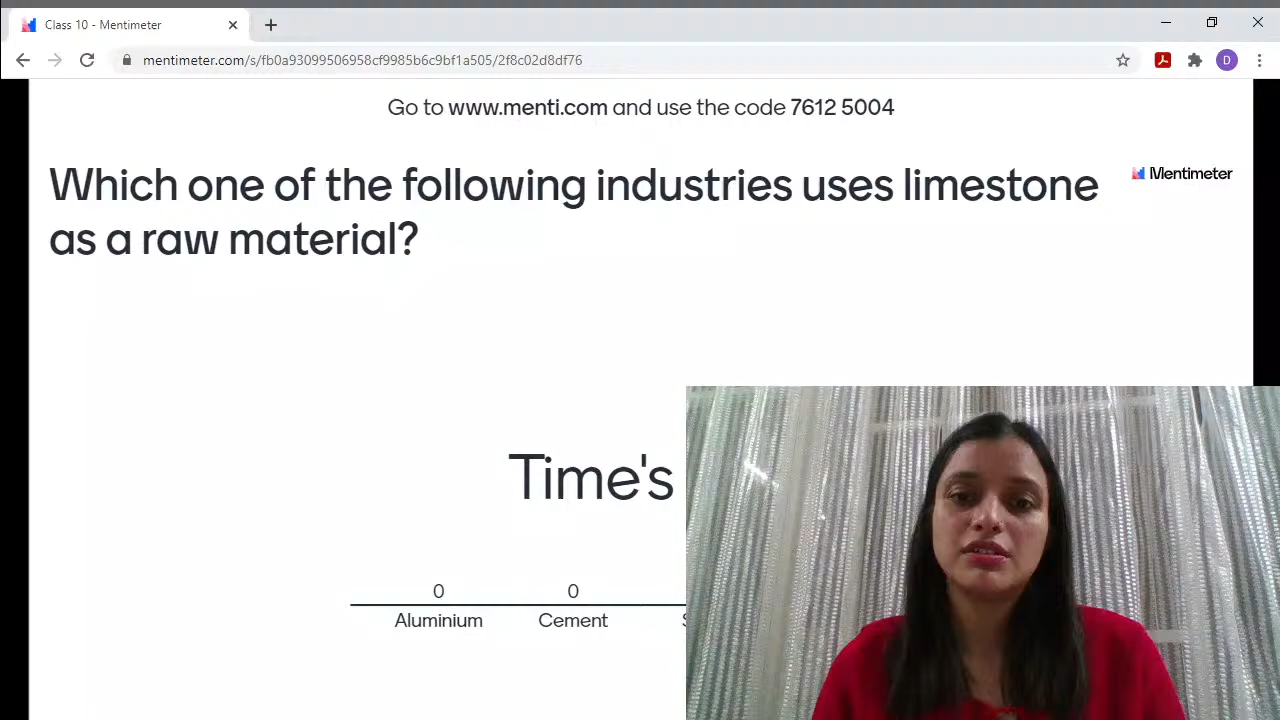 Class 10 - Mentimeter
mentimeter.com/s/fb0a93099506958cf9985b6c9bf1a505/2f8c02d8df76
D
Go to www.menti.com and use the code 7612 5004
Which one of the following industries uses limestone
as a raw material?
Mentimeter
Time's
0 0
Aluminium Cement